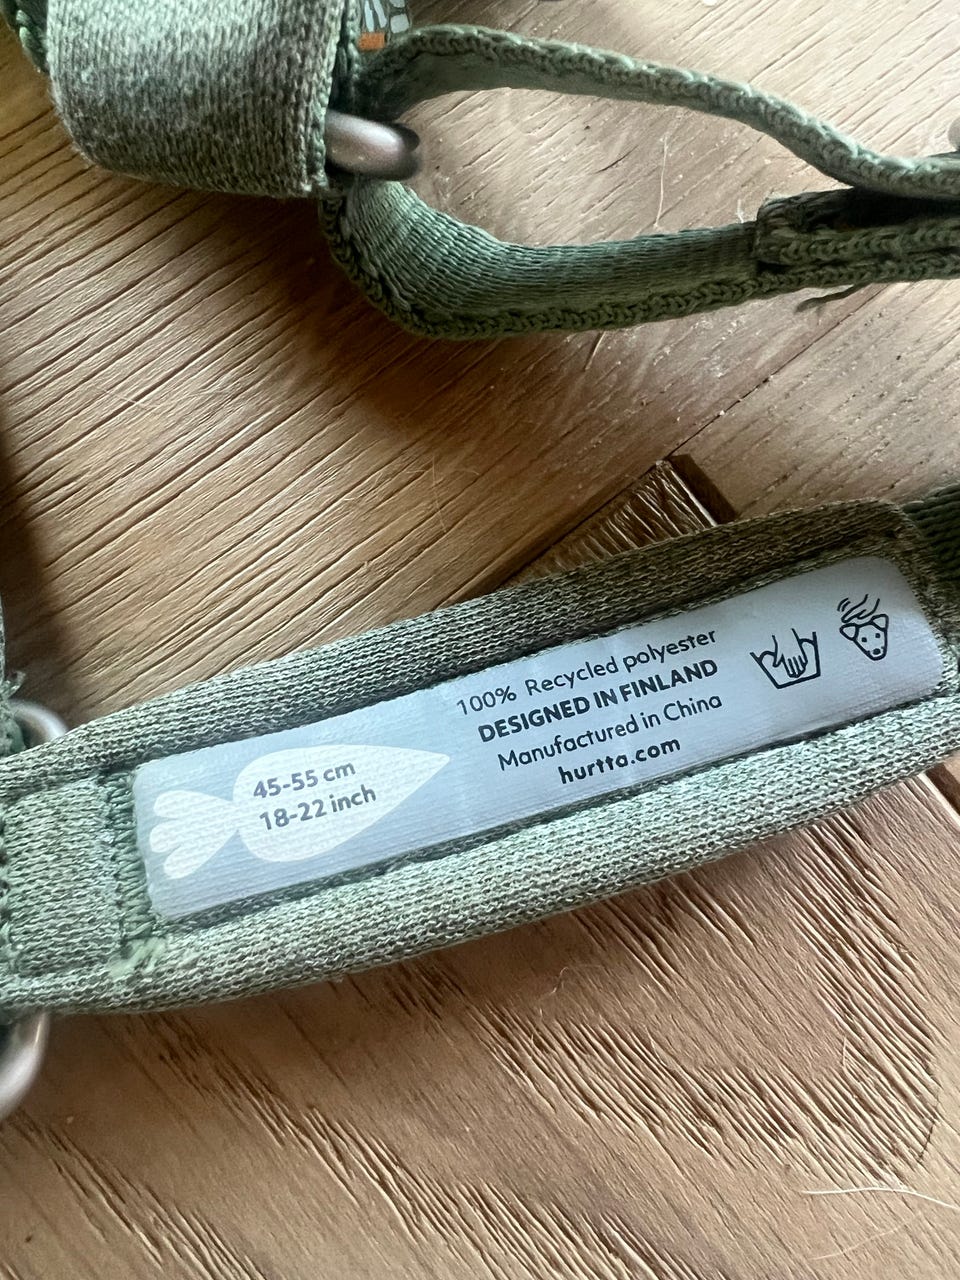 45-55 cm
18-22 inch
100% Recycled polyester
DESIGNED IN FINLAND
Manufactured in China
hurtta.com